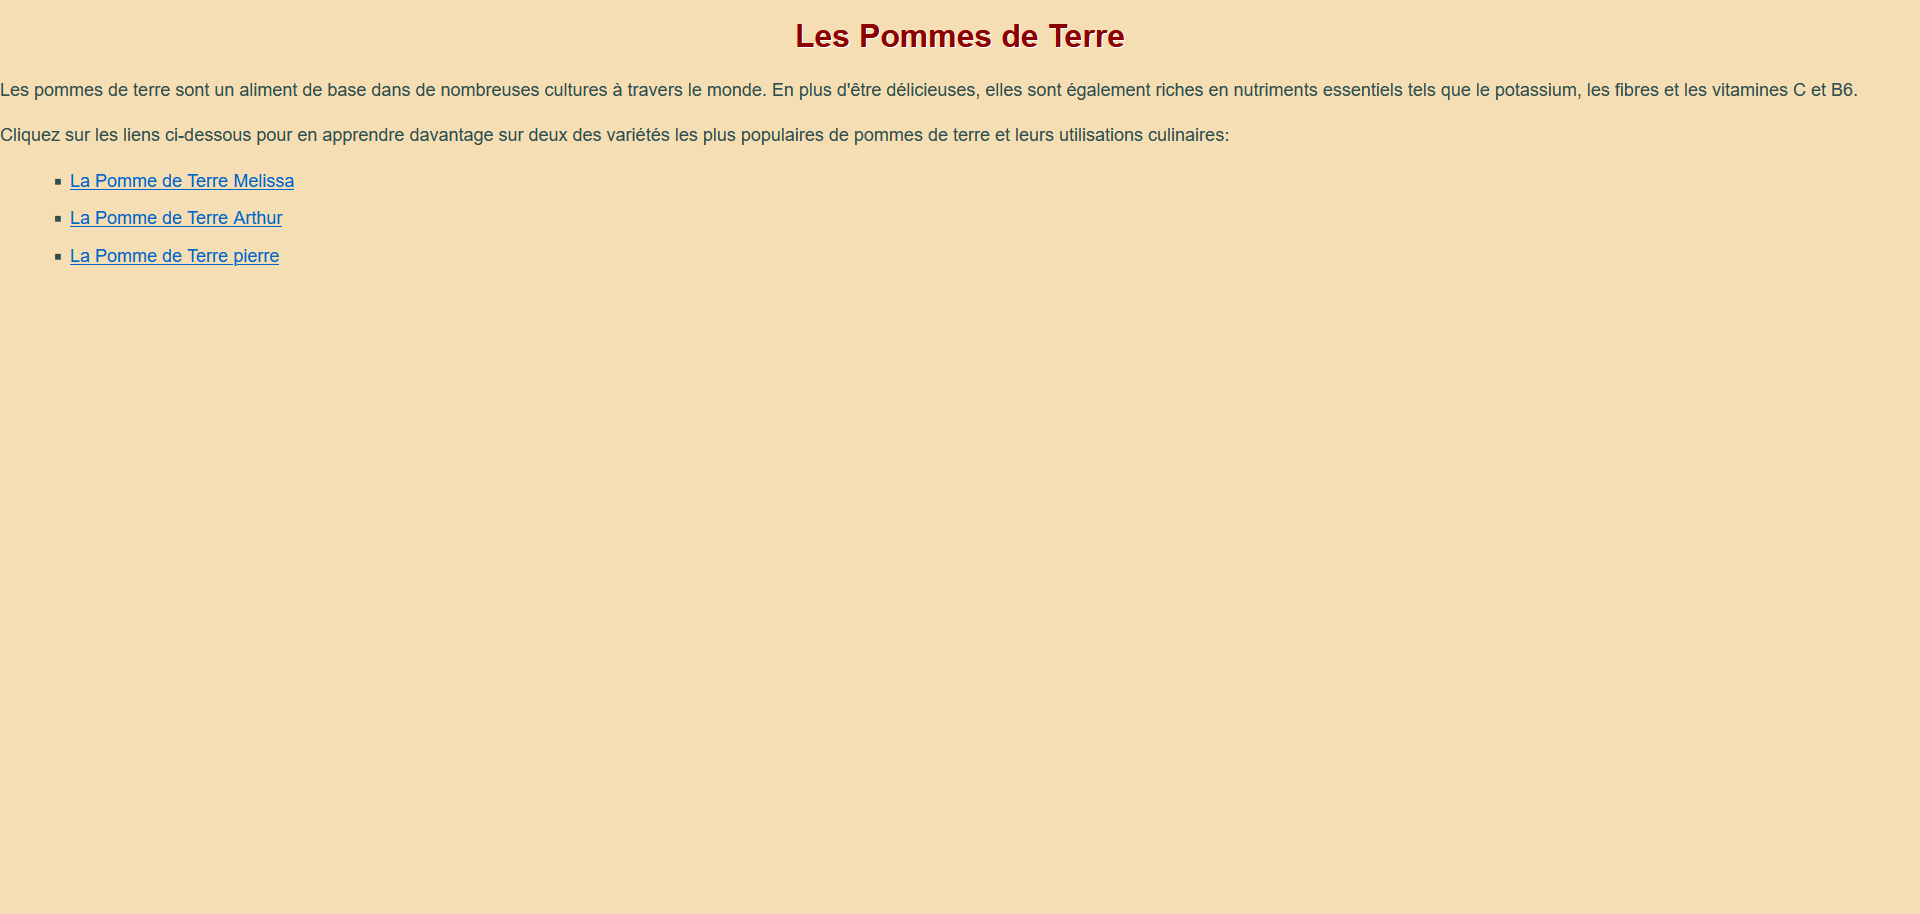 Les Pommes de Terre
Les pommes de terre sont un aliment de base dans de nombreuses cultures à travers le monde. En plus d'être délicieuses, elles sont également riches en nutriments essentiels tels que le potassium, les fibres et les vitamines C et B6.
Cliquez sur les liens ci-dessous pour en apprendre davantage sur deux des variétés les plus populaires de pommes de terre et leurs utilisations culinaires:
La Pomme de Terre Melissa
La Pomme de Terre Arthur
La Pomme de Terre pierre